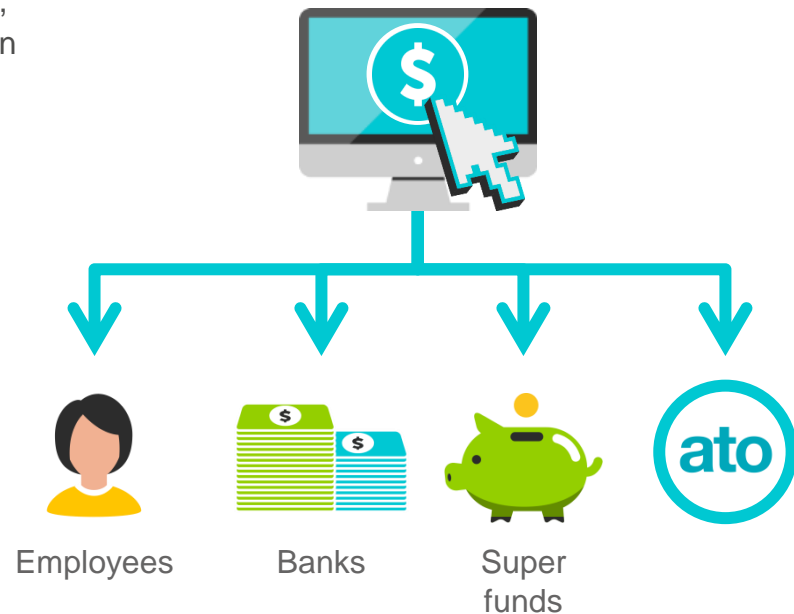 ,
n
$
ato
$
$
Employees
Banks
Super
funds